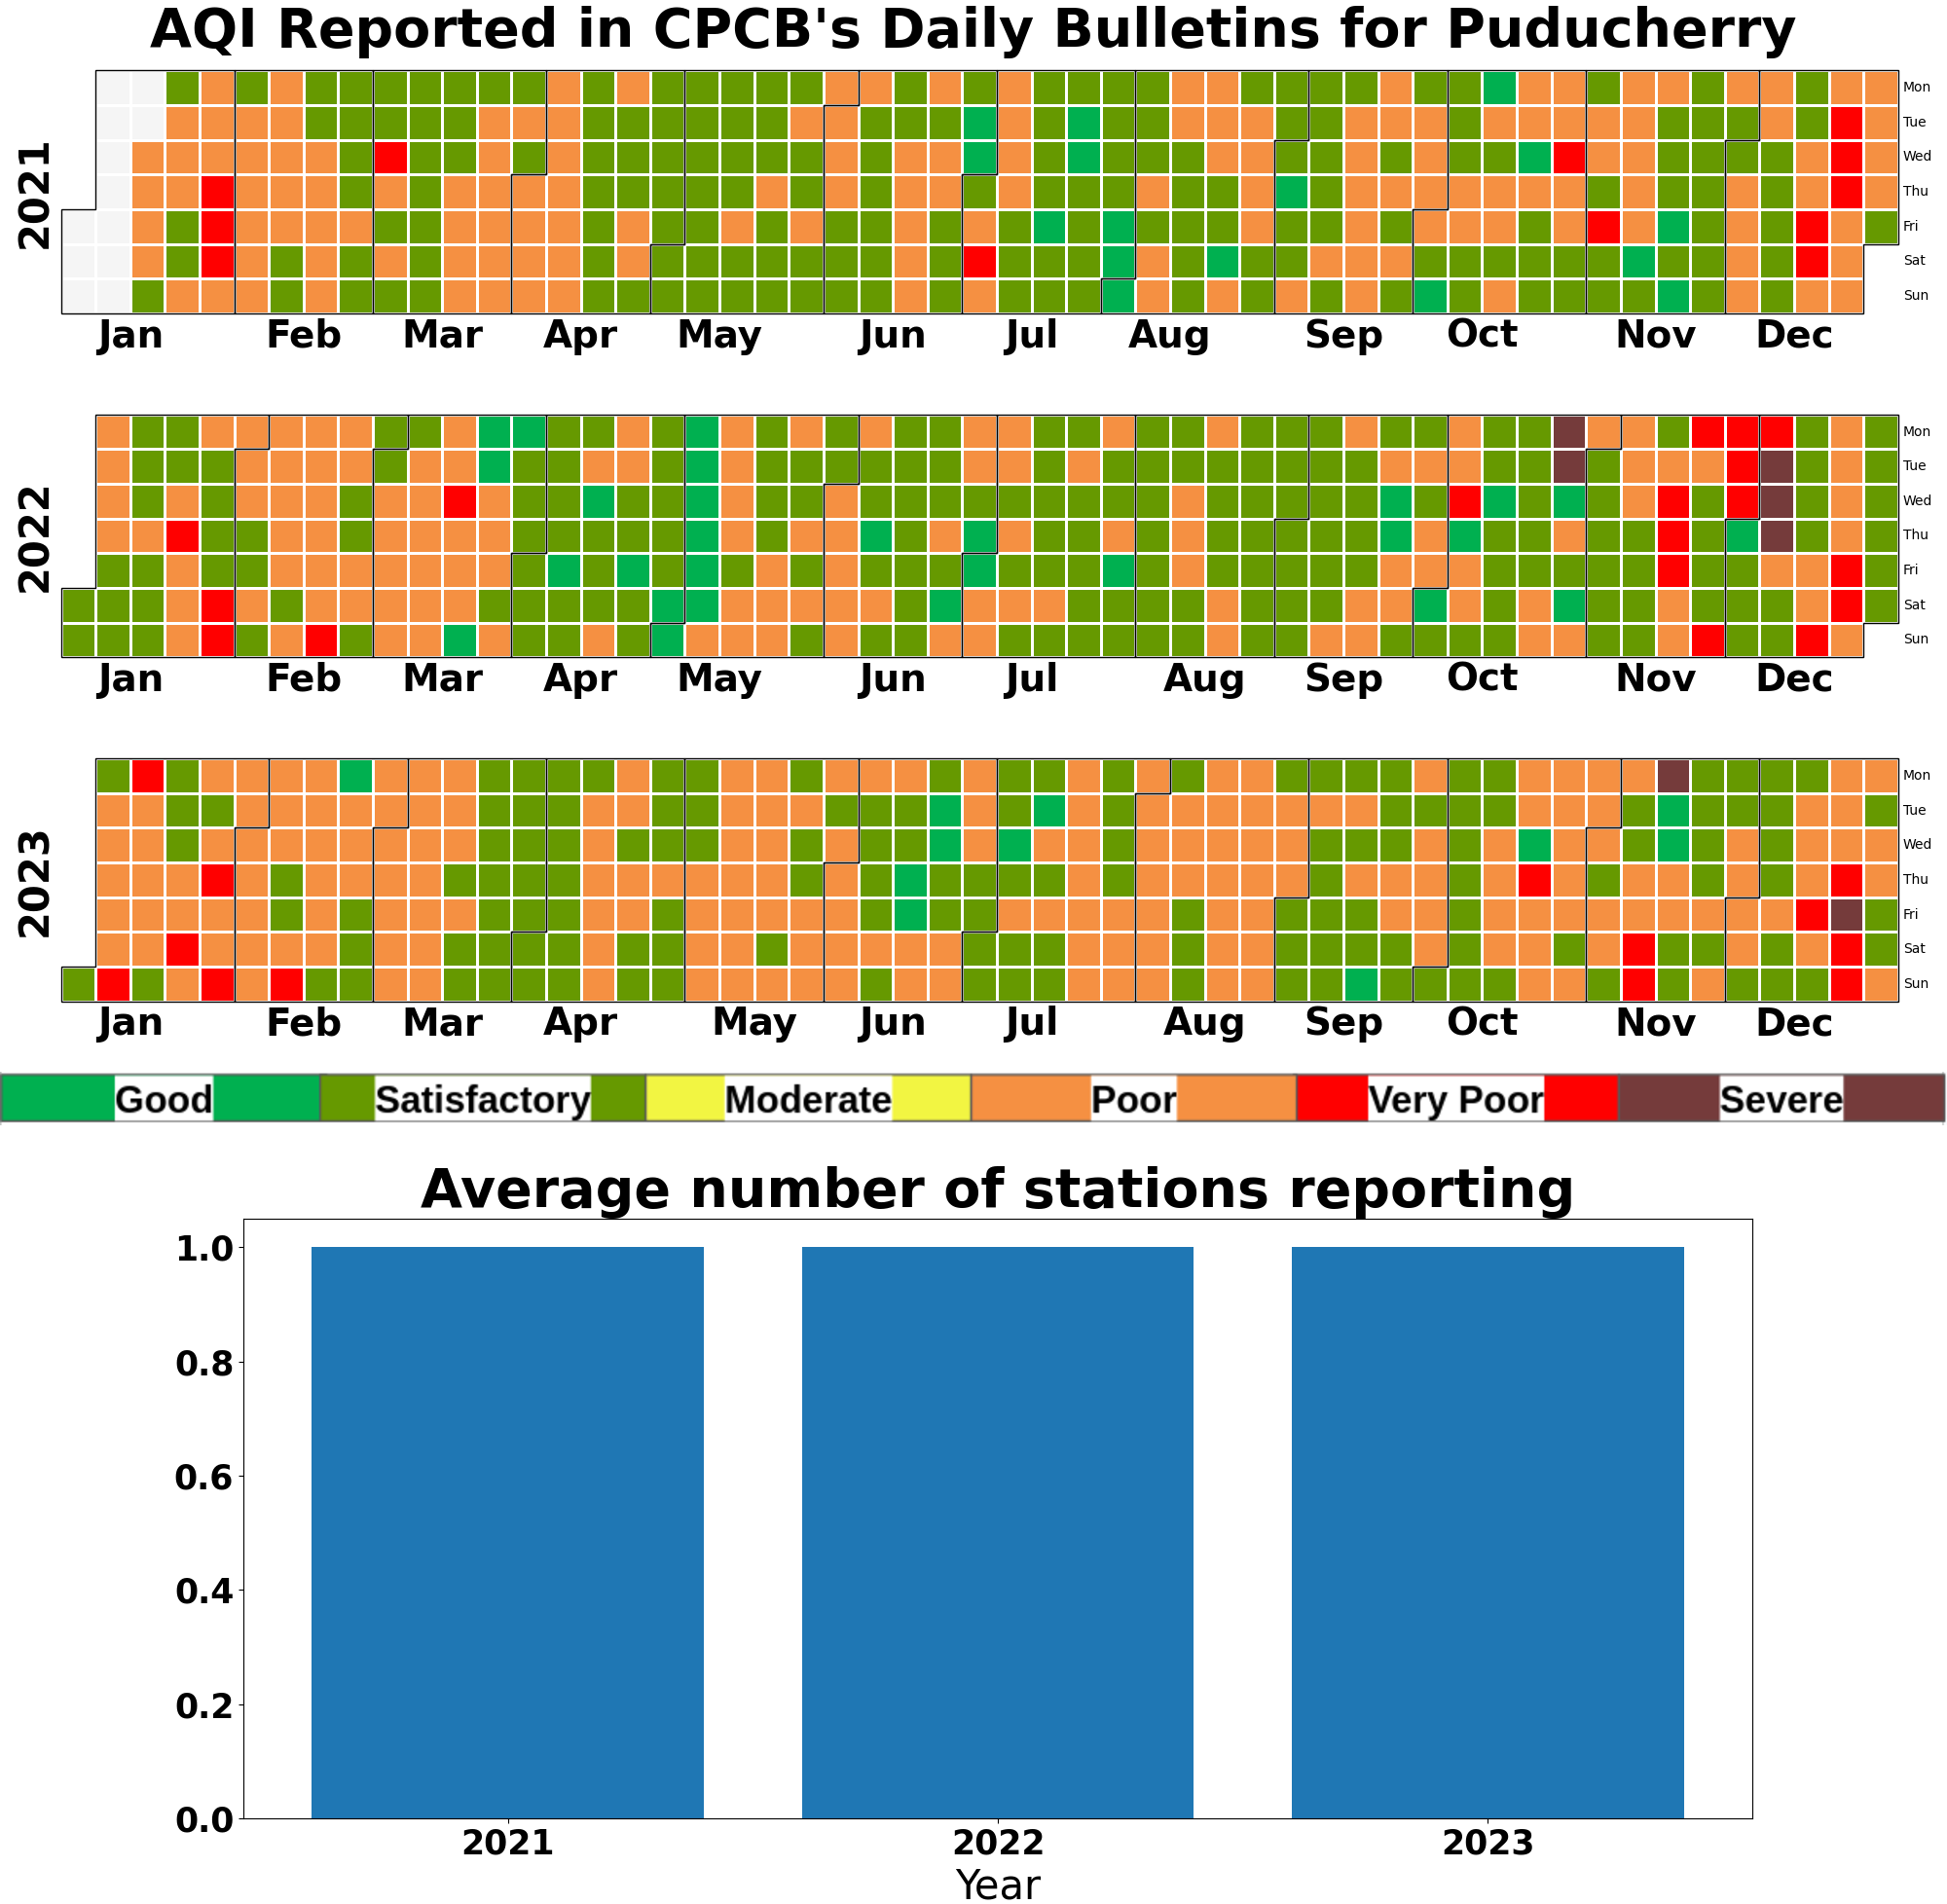 AQI Reported in CPCB's Daily Bulletins for Puducherry
2021
Mon
Tue
Wed
Thu
Fri
Sat
Sun
Jan Feb Mar Apr May Jun Jul Aug Sep Oct Nov Dec
2022
Mon
Tue
Wed
Thu
Fri
Sat
Sun
Jan Feb Mar Apr May Jun Jul Aug Sep Oct Nov Dec
2023
Mon
Tue
Wed
Thu
Fri
Sat
Sun
Jan Feb Mar Apr May Jun Jul Aug Sep Oct Nov Dec
Good Satisfactory Moderate Poor Very Poor Severe
Average number of stations reporting
1.0
0.8
0.6
0.4
0.2
0.0
2021 2022 2023
Year